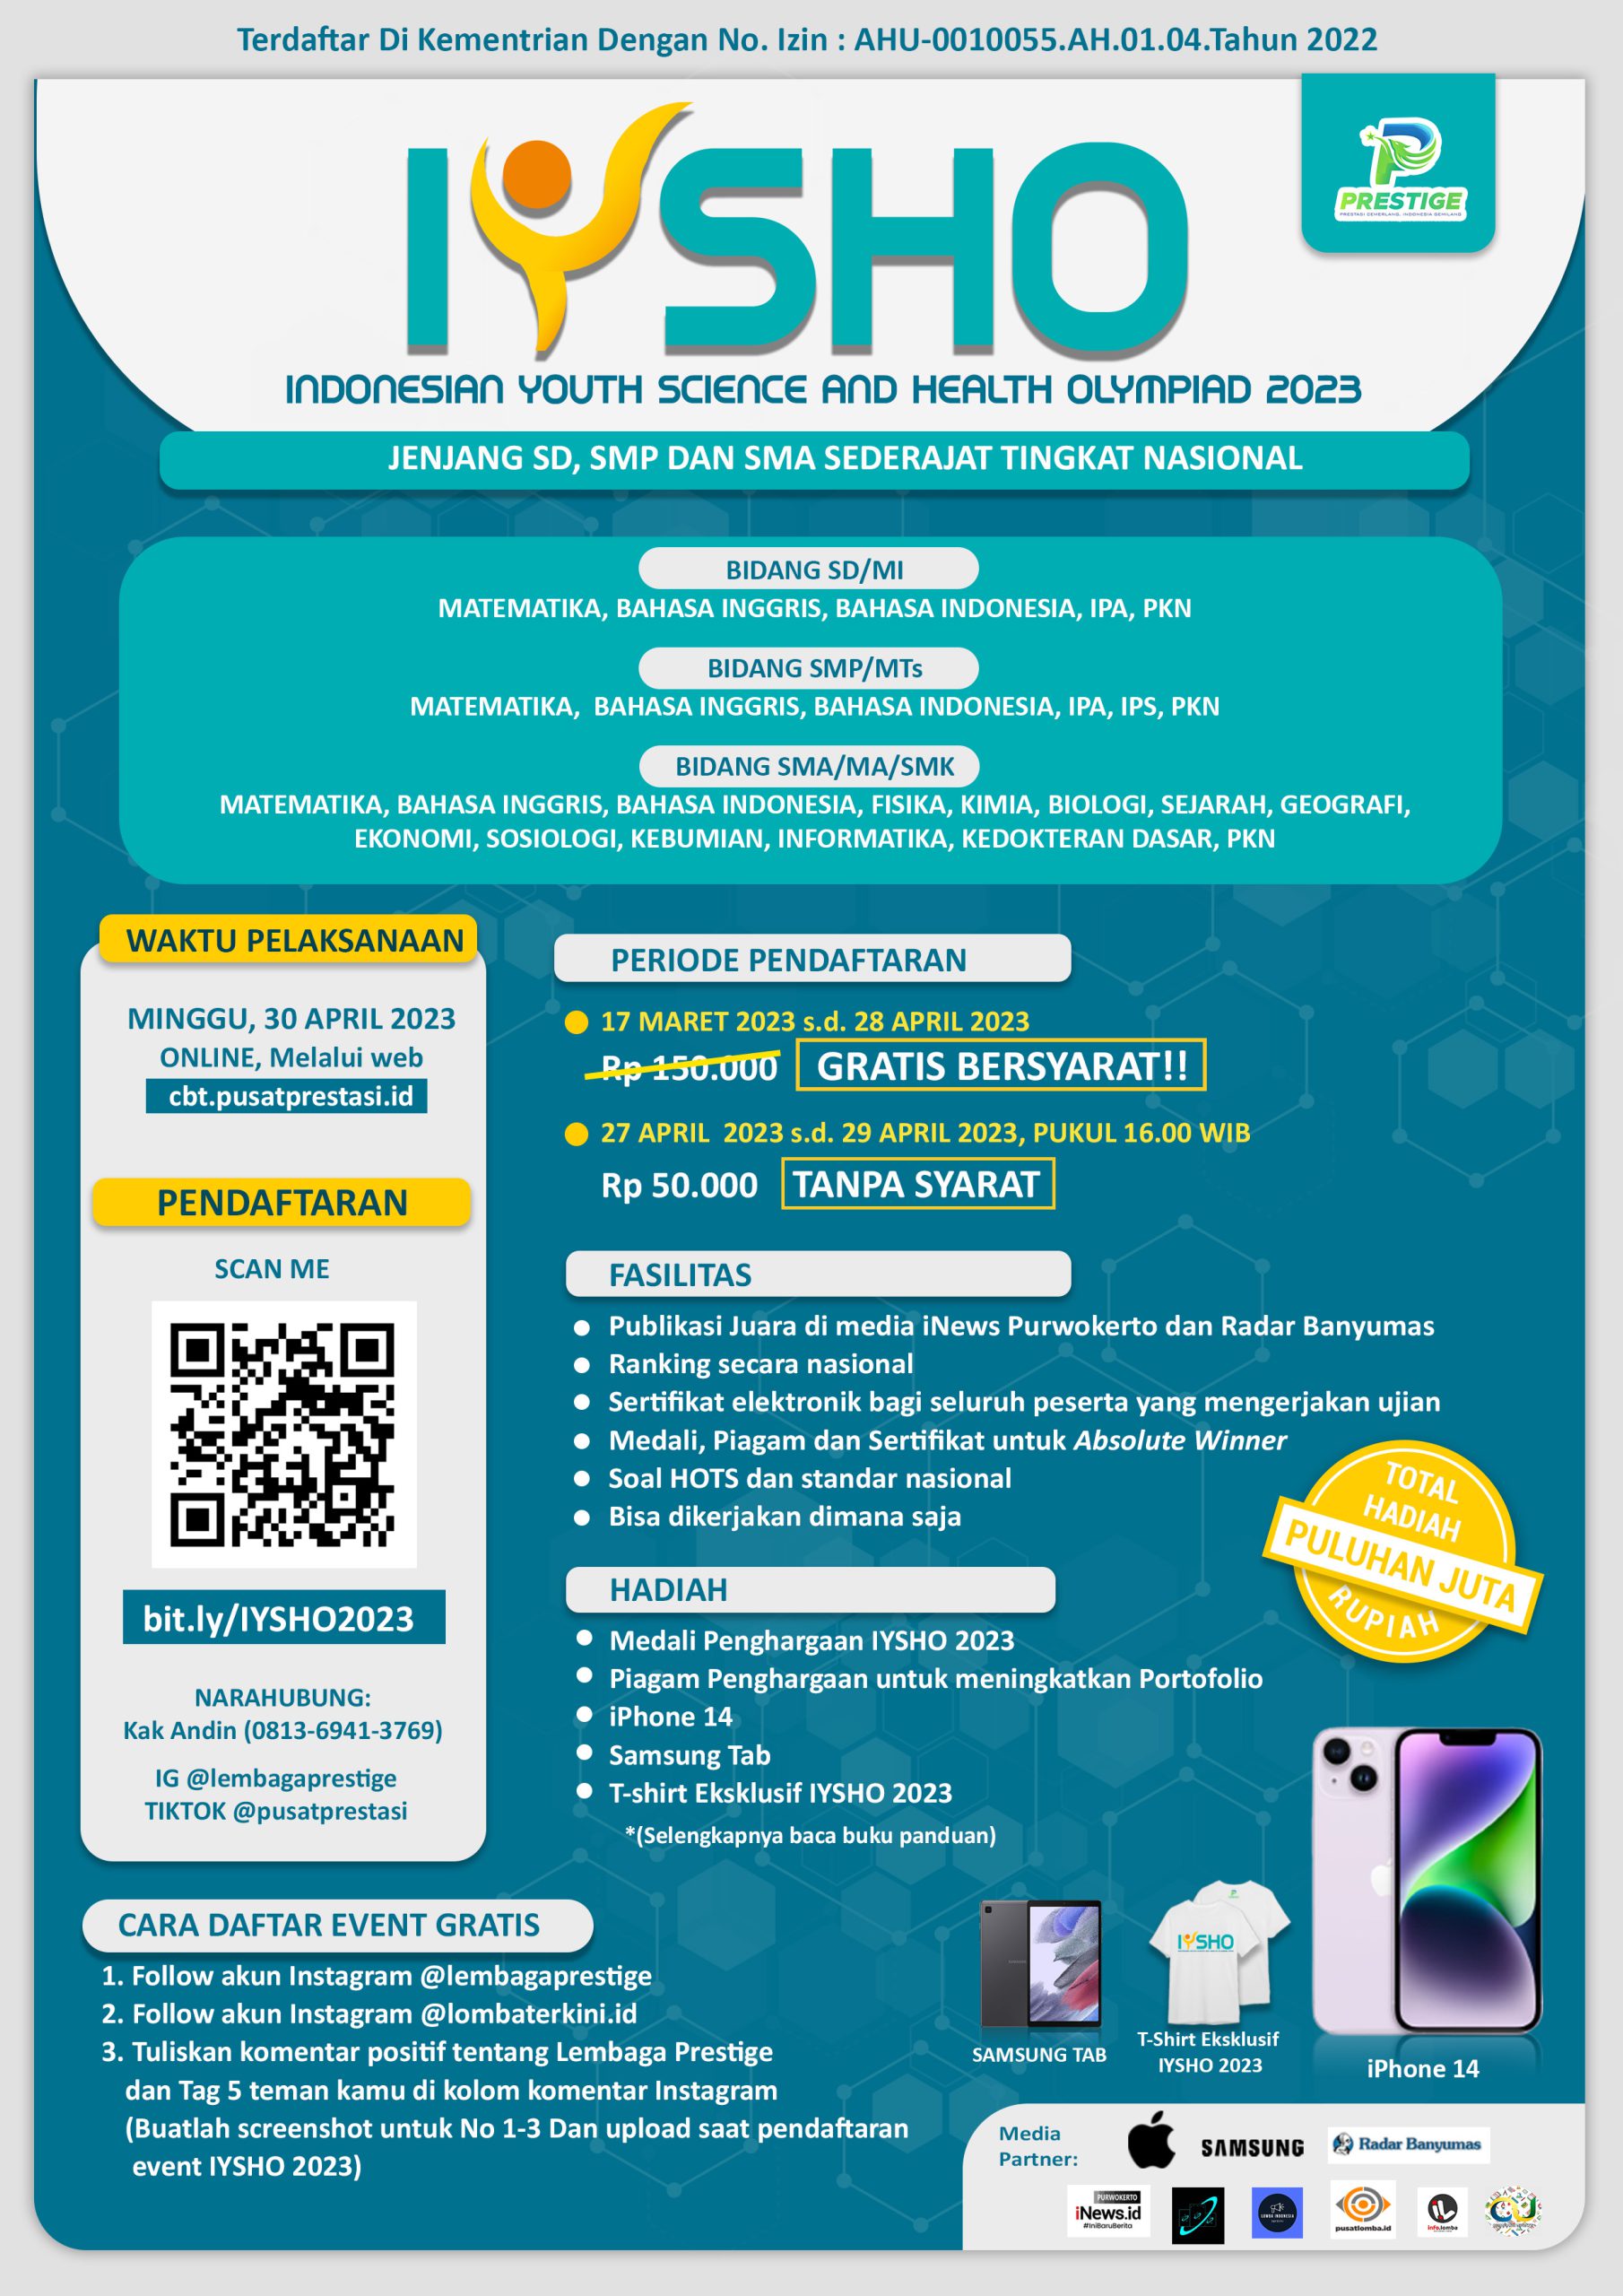 Terdaftar Di Kementrian Dengan No. Izin : AHU-0010055.AH.01.04.Tahun 2022
IYSHO
PRESTIGE
PRESTASI GEMERLANG, INDONESIA GEMILANG
INDONESIAN YOUTH SCIENCE AND HEALTH OLYMPIAD 2023
JENJANG SD, SMP DAN SMA SEDERAJAT TINGKAT NASIONAL
BIDANG SD/MI
MATEMATIKA, BAHASA INGGRIS, BAHASA INDONESIA, IPA, PKN
BIDANG SMP/MTs
MATEMATIKA, BAHASA INGGRIS, BAHASA INDONESIA, IPA, IPS, PKN
BIDANG SMA/MA/SMK
MATEMATIKA, BAHASA INGGRIS, BAHASA INDONESIA, FISIKA, KIMIA, BIOLOGI, SEJARAH, GEOGRAFI,
EKONOMI, SOSIOLOGI, KEBUMIAN, INFORMATIKA, KEDOKTERAN DASAR, PKN
WAKTU PELAKSANAAN
MINGGU, 30 APRIL 2023
ONLINE, Melalui web
cbt.pusatprestasi.id
PENDAFTARAN
SCAN ME
bit.ly/IYSHO2023
NARAHUBUNG:
Kak Andin (0813-6941-3769)
IG @lembagaprestige
TIKTOK @pusatprestasi
PERIODE PENDAFTARAN
17 MARET 2023 s.d. 28 APRIL 2023
Rp 150.000 GRATIS BERSYARAT!!
27 APRIL 2023 s.d. 29 APRIL 2023, PUKUL 16.00 WIB
Rp 50.000 TANPA SYARAT
FASILITAS
Publikasi Juara di media iNews Purwokerto dan Radar Banyumas
Ranking secara nasional
Sertifikat elektronik bagi seluruh peserta yang mengerjakan ujian
Medali, Piagam dan Sertifikat untuk Absolute Winner
Soal HOTS dan standar nasional
Bisa dikerjakan dimana saja
TOTAL
HADIAH
PULUHAN JUTA
RUPIAH
HADIAH
Medali Penghargaan IYSHO 2023
Piagam Penghargaan untuk meningkatkan Portofolio
iPhone 14
Samsung Tab
T-shirt Eksklusif IYSHO 2023
*(Selengkapnya baca buku panduan)
CARA DAFTAR EVENT GRATIS
1. Follow akun Instagram @lembagaprestige
2. Follow akun Instagram @lombaterkini.id
3. Tuliskan komentar positif tentang Lembaga Prestige
dan Tag 5 teman kamu di kolom komentar Instagram
(Buatlah screenshot untuk No 1-3 Dan upload saat pendaftaran
event IYSHO 2023)
IYSHO
SAMSUNG TAB
T-Shirt Eksklusif
IYSHO 2023
iPhone 14
Media
Partner:
SAMSUNG
Radar Banyumas
PURWOKERTO
iNews.id
#IniBaruBerita
LOMBA INDONESIA
pusatlomba.id
info.lomba